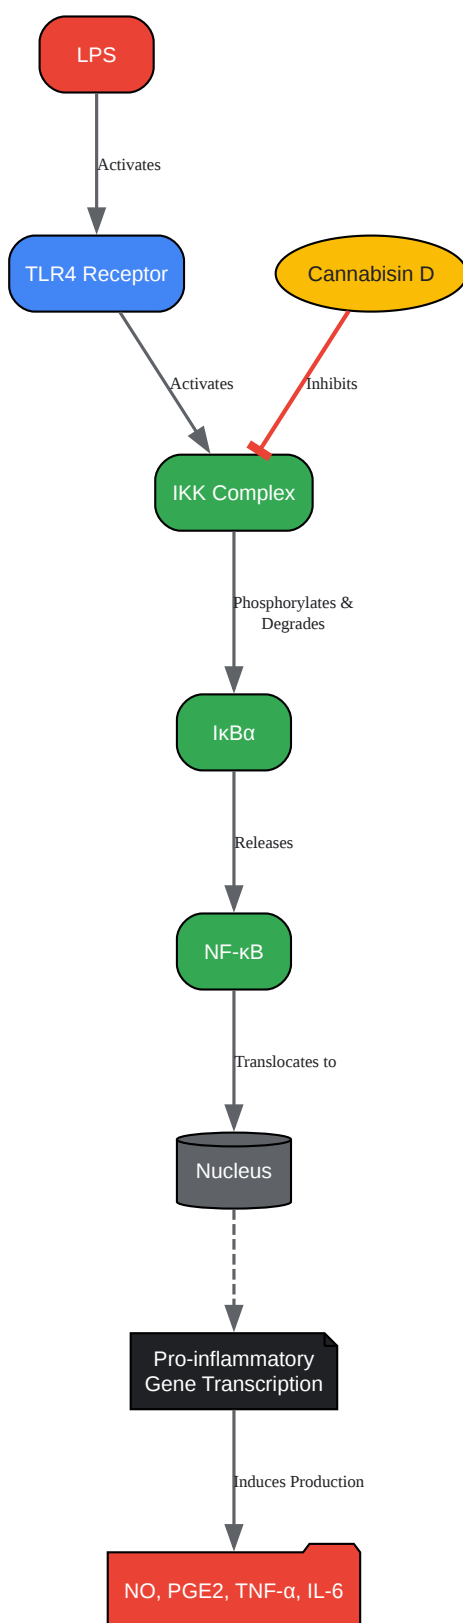 LPS
Activates
TLR4 Receptor
Cannabisin D
Activates
Inhibits
IKK Complex
Phosphorylates &
Degrades
IκBα
Releases
NF-κB
Translocates to
Nucleus
Pro-inflammatory
Gene Transcription
Induces Production
NO, PGE2, TNF-α, IL-6